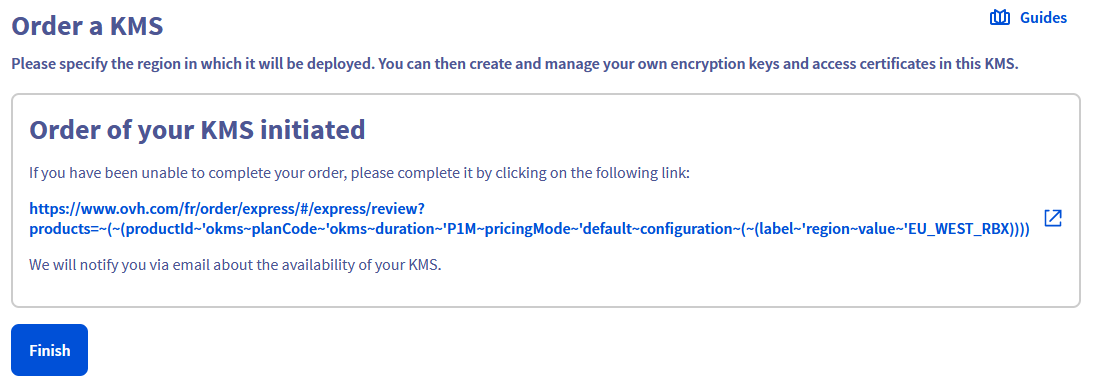 Order a KMS
Guides
Please specify the region in which it will be deployed. You can then create and manage your own encryption keys and access certificates in this KMS.
Order of your KMS initiated
If you have been unable to complete your order, please complete it by clicking on the following link:
https://www.ovh.com/fr/order/express/#/express/review?
products=~(~(productId~'okms~planCode~'okms~duration~'P1M~pricingMode~'default~configuration~(~(label~'region~value~'EU_WEST_RBX))))
We will notify you via email about the availability of your KMS.
Finish